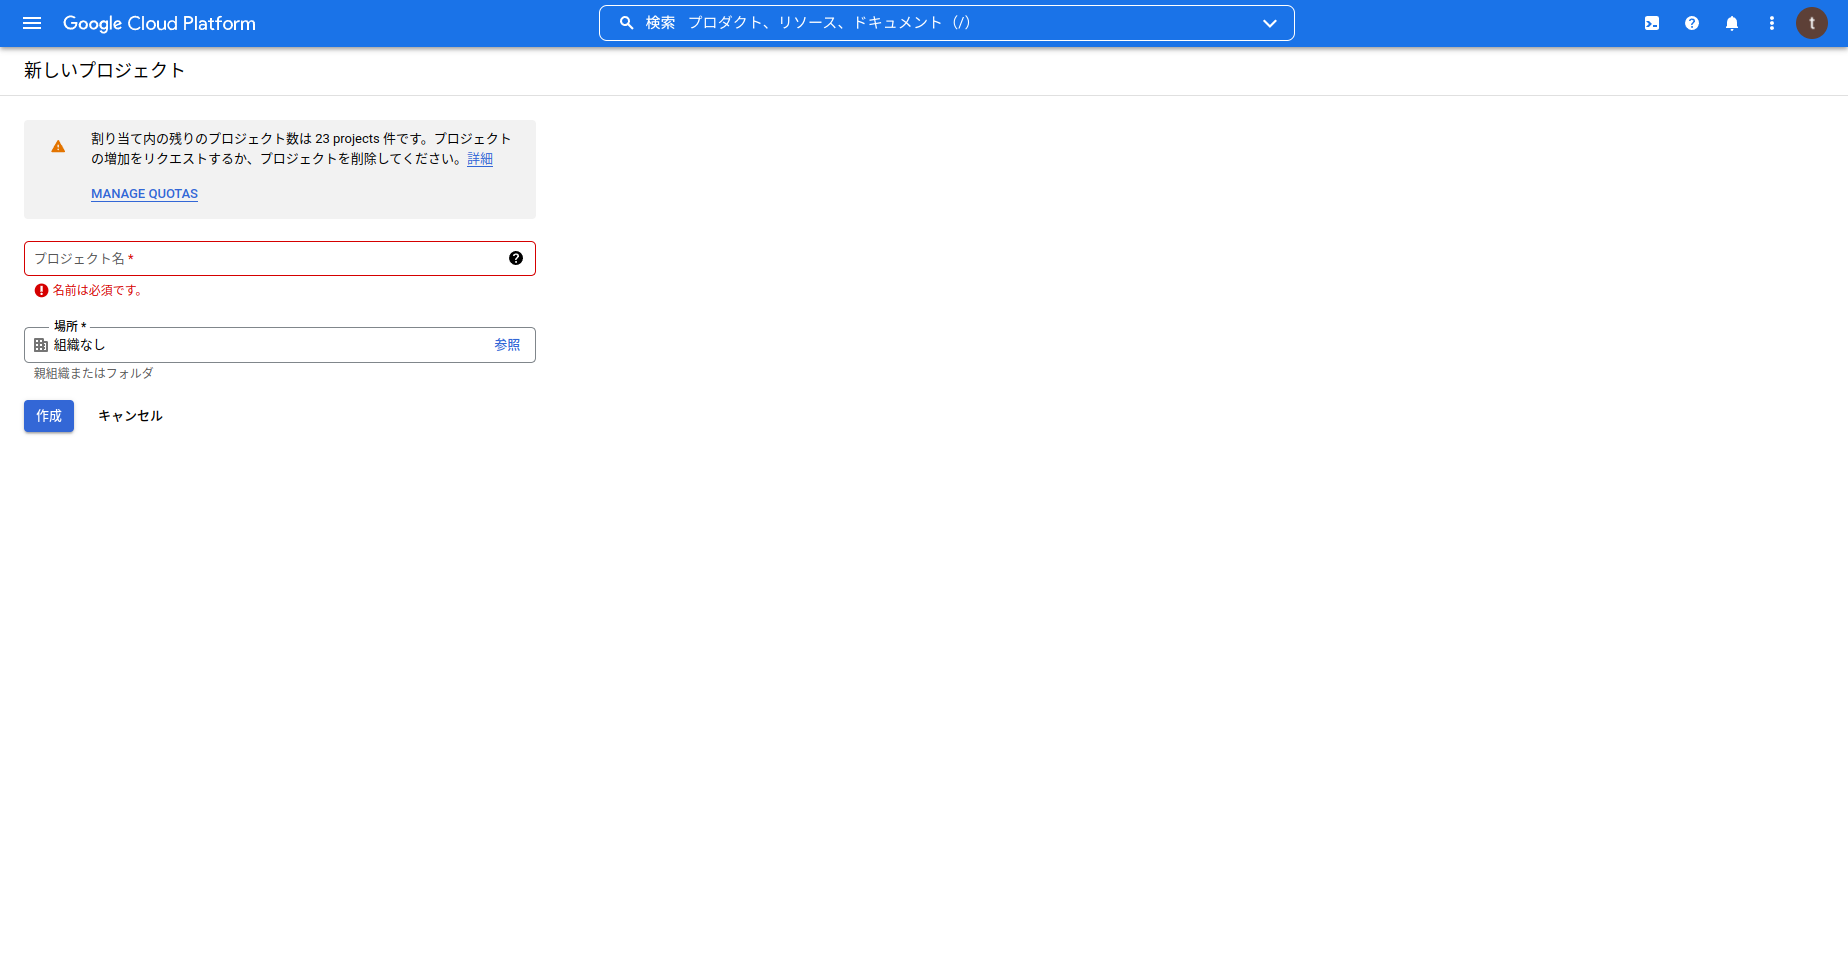 Google Cloud Platform
検索 プロダクト、リソース、ドキュメント (/)
t
新しいプロジェクト
割り当て内の残りのプロジェクト数は 23 projects 件です。プロジェクト
の増加をリクエストするか、プロジェクトを削除してください。詳細
MANAGE QUOTAS
プロジェクト名 *
名前は必須です。
場所 *
組織なし 参照
親組織またはフォルダ
作成 キャンセル